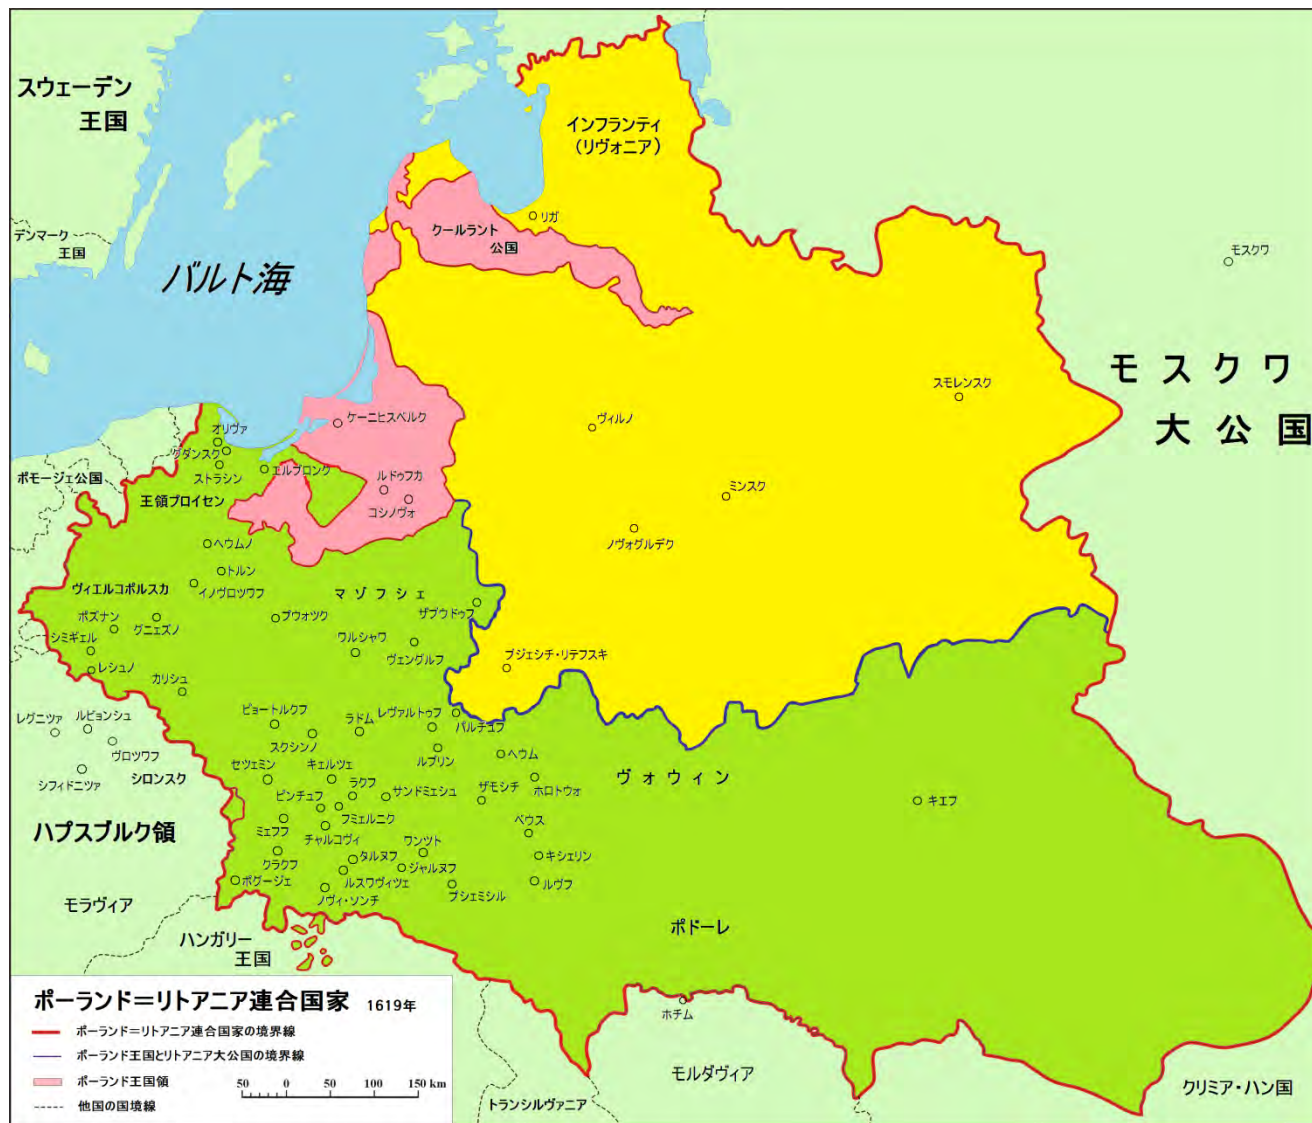 スウェーデン
王国
インフランティ
(リヴォニア)
リガ
クールラント
公国
デンマーク
王国
バルト海
モスクワ
モスクワ
大公国
スモレンスク
ヴィルノ
ミンスク
ノヴォグルデク
ケーニヒスベルク
オリヴァ
グダンスク
ストラシン
エルブロンク
ルドゥフカ
コシノヴォ
ポモージェ公国
王領プロイセン
ヘウムノ
トルン
イノヴロツワフ
ヴィエルコポルスカ
マゾフシェ
ザブウドゥフ
ポズナン
グニェズノ
プウォツク
シミギェル
ワルシャワ
ヴェングルフ
ブジェシチ・リテフスキ
レシュノ
カリシュ
レグニツァ
ルビョンシュ
ヴロツワフ
シフィドニツァ
シロンスク
ピョートルクフ
ラドム
レヴァルトゥフ
パルチュフ
スクシンノ
ルブリン
ヘウム
セツェミン
キェルツェ
ラクフ
サンドミェシュ
ザモシチ
ホロトウォ
ヴォウィン
キエフ
ピンチュフ
フミェルニク
ベウス
ハプスブルク領
ミェフフ
チャルコヴィ
ワンツト
キシェリン
クラクフ
タルヌフ
ジャルヌフ
ルヴフ
ボグージェ
ルスワヴィツェ
プシェミシル
ノヴィ・ソンチ
モラヴィア
ポドーレ
ハンガリー
王国
ホチム
モルダヴィア
トランシルヴァニア
クリミア・ハン国
ポーランド=リトアニア連合国家 1619年
ポーランド=リトアニア連合国家の境界線
ポーランド王国とリトアニア大公国の境界線
ポーランド王国領
他国の国境線
50 0 50 100 150 km